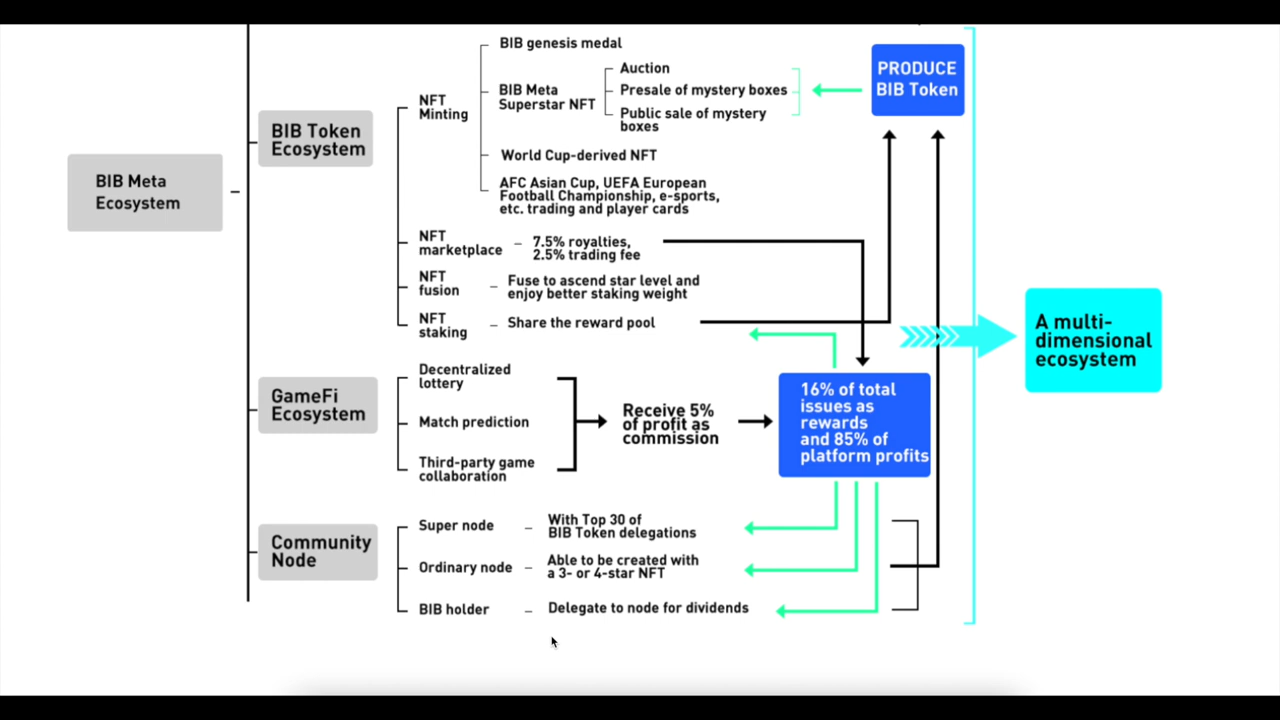 BIB Meta
Ecosystem
BIB Token
Ecosystem
NFT
Minting
BIB genesis medal
BIB Meta
Superstar NFT
Auction
Presale of mystery boxes
Public sale of mystery
boxes
World Cup-derived NFT
AFC Asian Cup, UEFA European
Football Championship, e-sports,
etc. trading and player cards
NFT
marketplace
7.5% royalties,
2.5% trading fee
NFT
fusion
Fuse to ascend star level and
enjoy better staking weight
NFT
staking
Share the reward pool
PRODUCE
BIB Token
GameFi
Ecosystem
Decentralized
lottery
Match prediction
Third-party game
collaboration
Receive 5%
of profit as
commission
16% of total
issues as
rewards
and 85% of
platform profits
A multi-
dimensional
ecosystem
Community
Node
Super node
With Top 30 of
BIB Token delegations
Ordinary node
Able to be created with
a 3- or 4-star NFT
BIB holder
Delegate to node for dividends